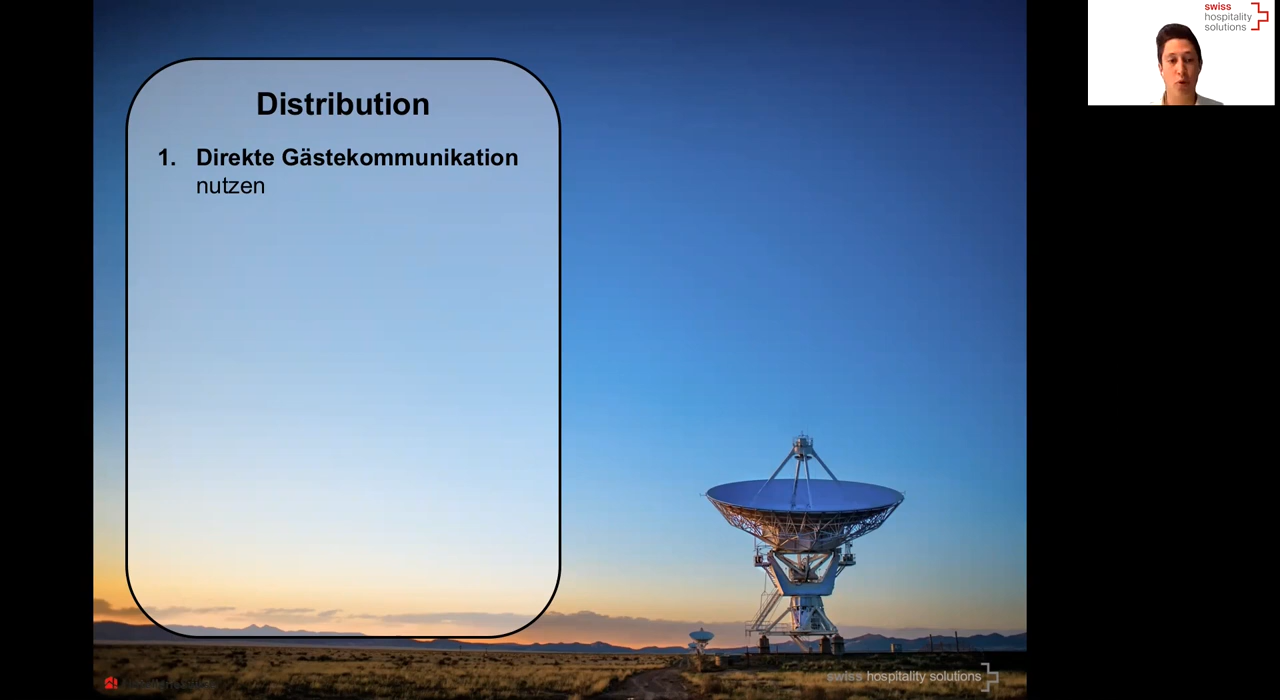 Distribution
1. Direkte Gästekommunikation
nutzen
swiss hospitality solutions
swiss
hospitality
solutions